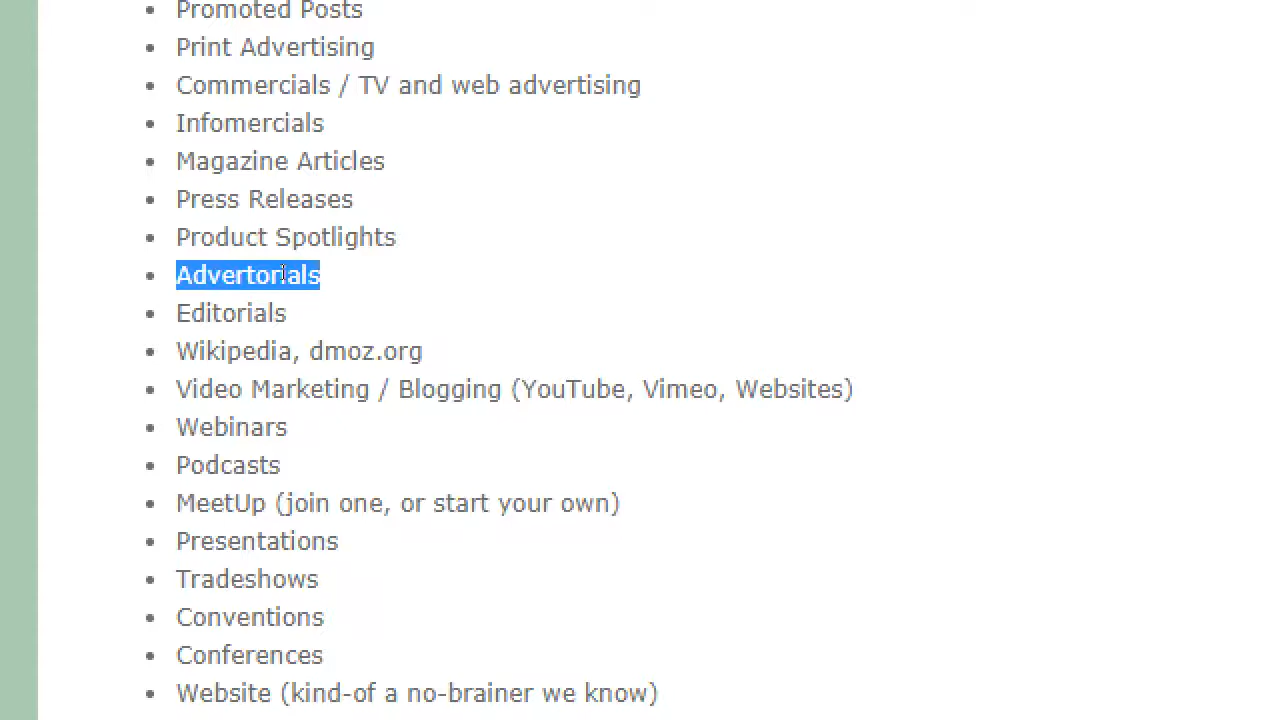 Promoted Posts
Print Advertising
Commercials / TV and web advertising
Infomercials
Magazine Articles
Press Releases
Product Spotlights
Advertorials
Editorials
Wikipedia, dmoz.org
Video Marketing / Blogging (YouTube, Vimeo, Websites)
Webinars
Podcasts
MeetUp (join one, or start your own)
Presentations
Tradeshows
Conventions
Conferences
Website (kind-of a no-brainer we know)